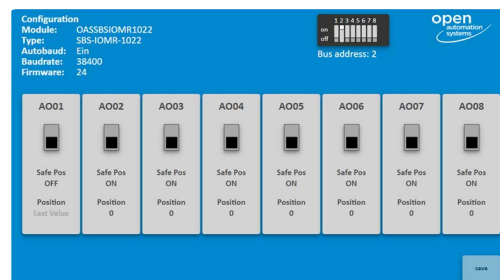 Configuration
Module: OASSBSIOMR1022
Type: SBS-IOMR-1022
Autobaud: Ein
Baudrate: 38400
Firmware: 24
1 2 3 4 5 6 7 8
on
off
Bus address: 2
open
automation
systems
AO01 AO02 AO03 AO04 AO05 AO06 AO07 AO08
Safe Pos Safe Pos Safe Pos Safe Pos Safe Pos Safe Pos Safe Pos Safe Pos
OFF ON ON ON ON ON ON ON
Position Position Position Position Position Position Position Position
Last Value 0 0 0 0 0 0 0
save